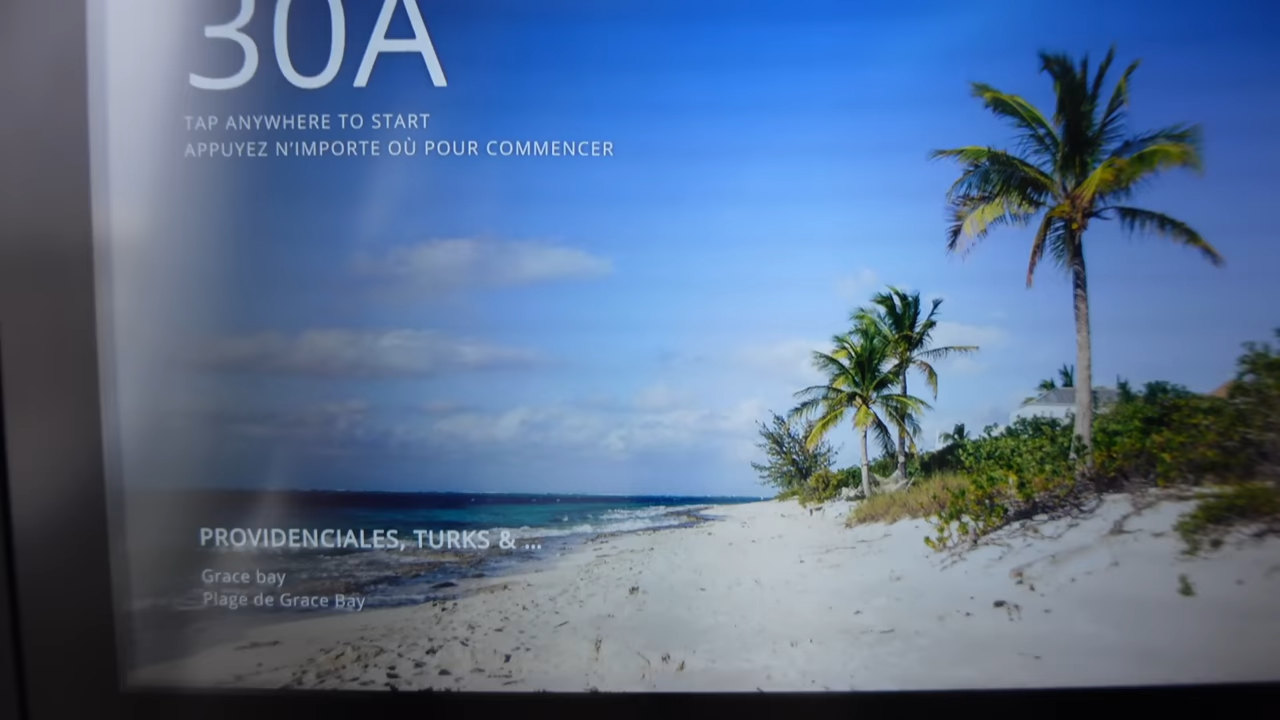 30A
TAP ANYWHERE TO START
APPUYEZ N'IMPORTE OÙ POUR COMMENCER
PROVIDENCIALES, TURKS & ...
Grace bay
Plage de Grace Bay